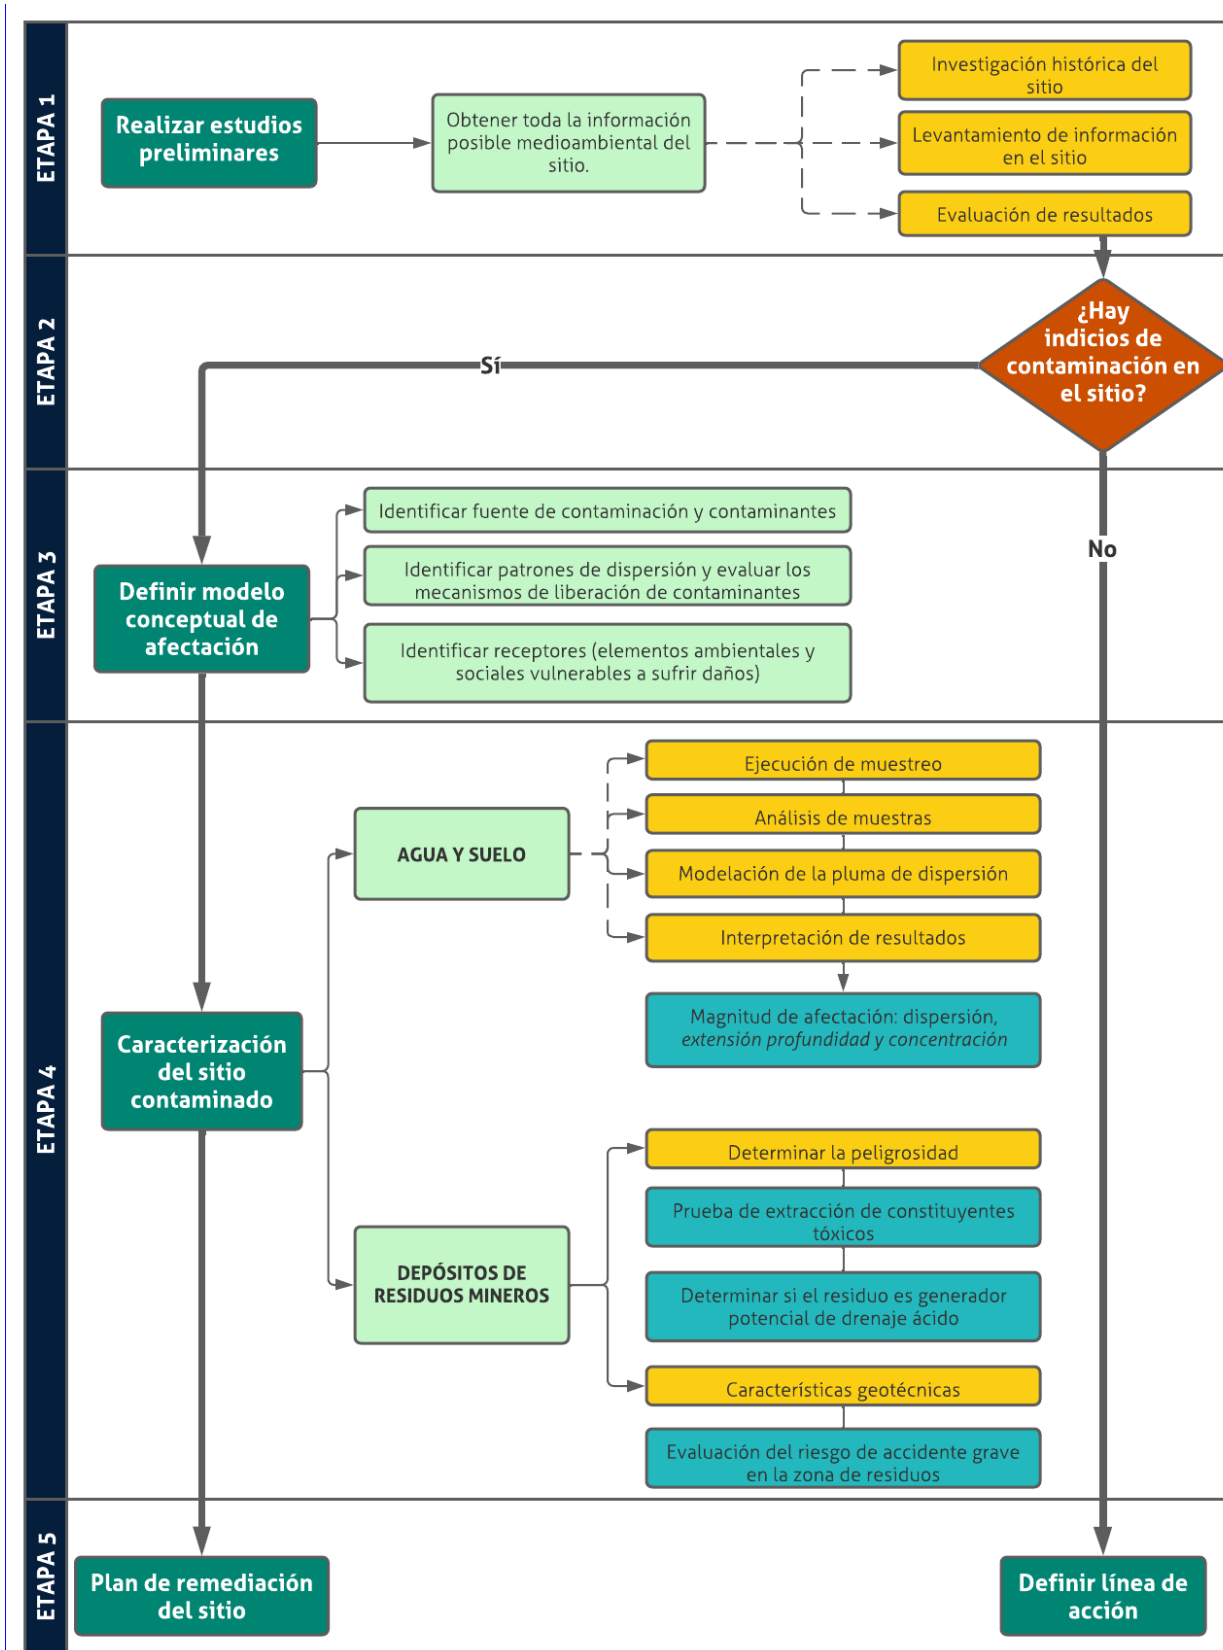 ETAPA 1
Realizar estudios
preliminares
Obtener toda la información
posible medioambiental del
sitio.
Investigación histórica del
sitio
Levantamiento de información
en el sitio
Evaluación de resultados
ETAPA 2
¿Hay
indicios de
contaminación en
el sitio?
Sí
No
ETAPA 3
Definir modelo
conceptual de
afectación
Identificar fuente de contaminación y contaminantes
Identificar patrones de dispersión y evaluar los
mecanismos de liberación de contaminantes
Identificar receptores (elementos ambientales y
sociales vulnerables a sufrir daños)
ETAPA 4
Caracterización
del sitio
contaminado
AGUA Y SUELO
Ejecución de muestreo
Análisis de muestras
Modelación de la pluma de dispersión
Interpretación de resultados
Magnitud de afectación: dispersión,
extensión profundidad y concentración
DEPÓSITOS DE
RESIDUOS MINEROS
Determinar la peligrosidad
Prueba de extracción de constituyentes
tóxicos
Determinar si el residuo es generador
potencial de drenaje ácido
Características geotécnicas
Evaluación del riesgo de accidente grave
en la zona de residuos
ETAPA 5
Plan de remediación
del sitio
Definir línea de
acción